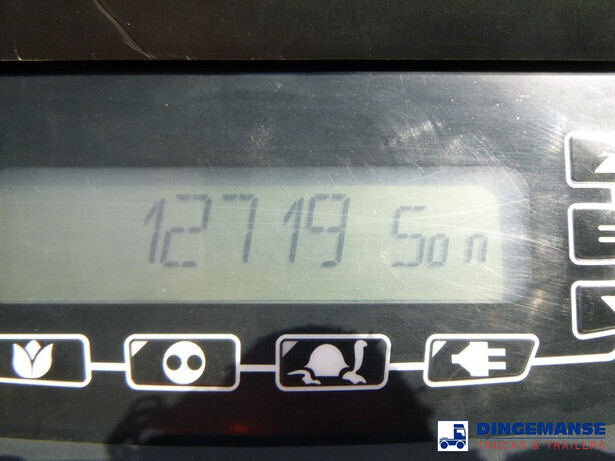 12719 Son
DINGEMANSE
TRUCKS & TRAILERS